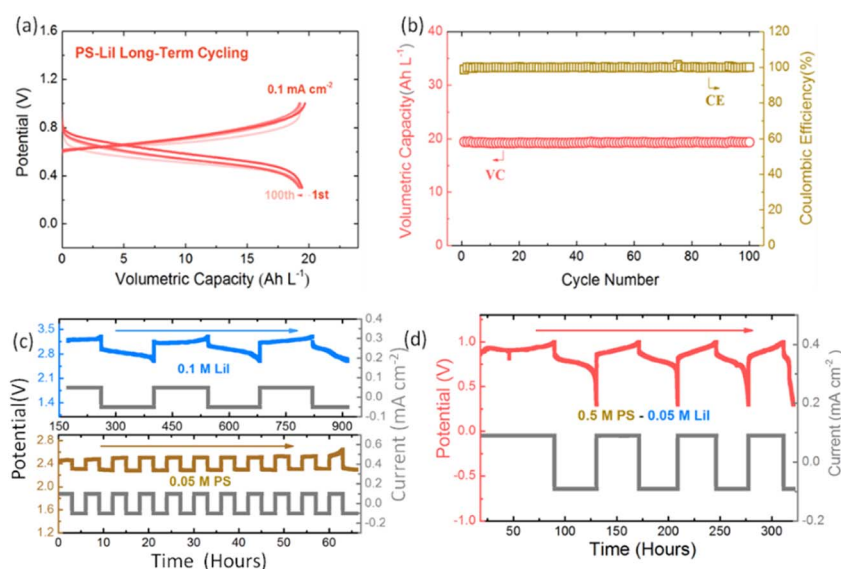 (a)
PS-LiI Long-Term Cycling
0.1 mA cm⁻²
100th - 1st
1.6
1.2
0.8
0.4
0.0
Potential (V)
0 5 10 15 20
Volumetric Capacity (Ah L⁻¹)
(b)
40
30
20
10
0
Volumetric Capacity(Ah L⁻¹)
CE
VC
120
100
80
60
40
20
0
Coulombic Efficiency(%)
0 20 40 60 80 100
Cycle Number
(c)
3.5
2.8
2.1
1.4
0.1 M LiI
0.4
0.3
0.2
0.1
0.0
-0.1
150 300 450 600 750 900
2.8
2.4
2.0
1.6
1.2
0.05 M PS
0.6
0.4
0.2
0.0
-0.2
Potential(V)
Current (mA cm⁻²)
0 10 20 30 40 50 60
Time (Hours)
(d)
1.0
0.5
0.0
-0.5
-1.0
Potential (V)
0.5 M PS - 0.05 LiI
0.4
0.2
0.0
-0.2
Current (mA cm⁻²)
50 100 150 200 250 300
Time (Hours)